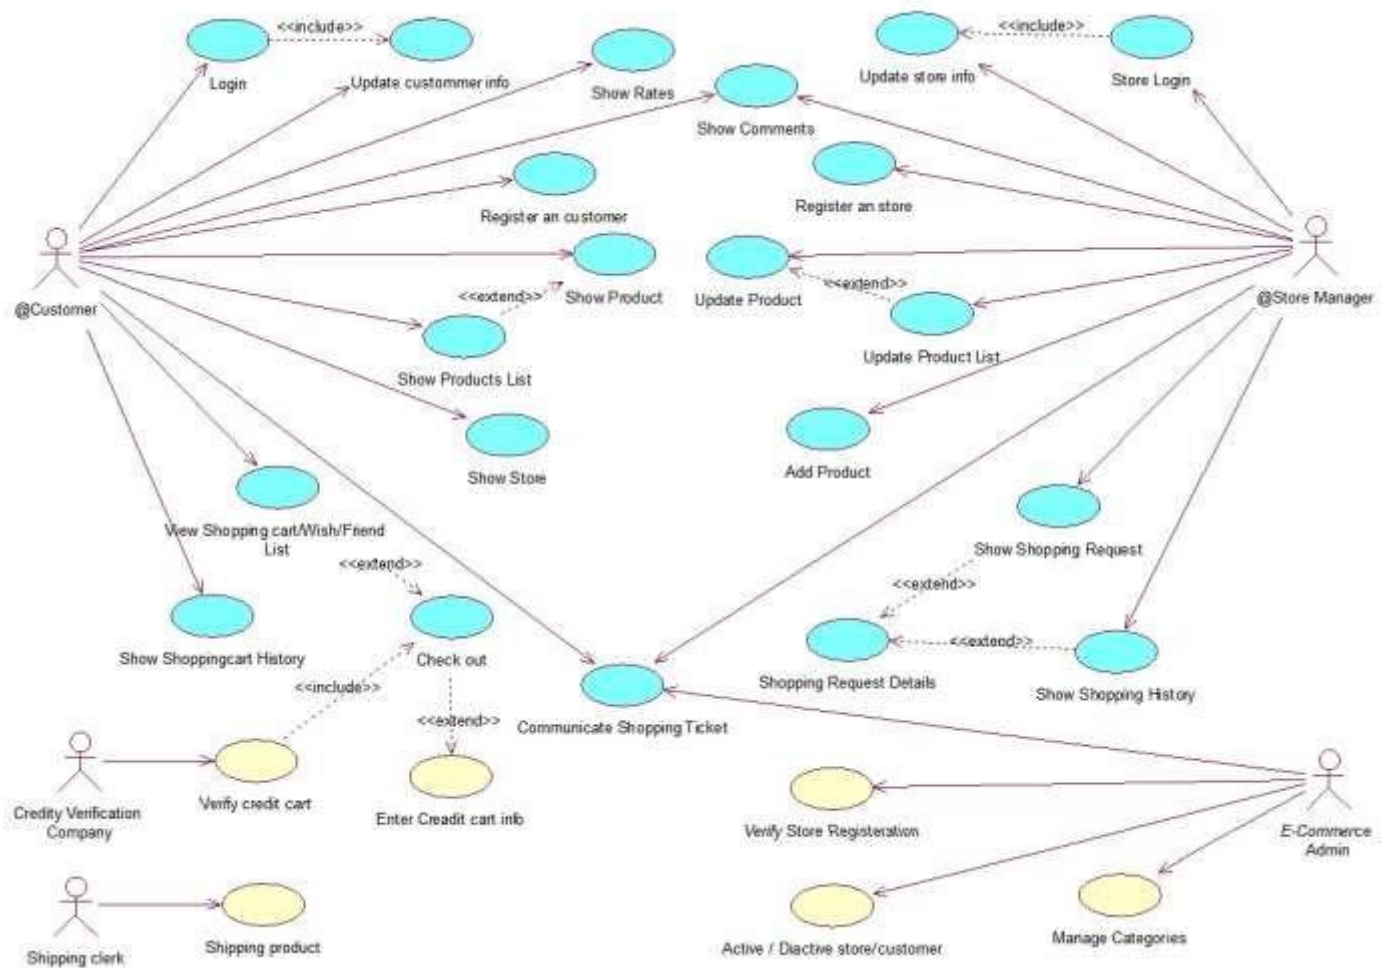 <<include>>
<<include>>
Login
Update custommer info
Show Rates
Update store info
Store Login
Show Comments
Register an customer
Register an store
<<extend>>
Show Product
Update Product
<<extend>>
@Customer
@Store Manager
Show Products List
Update Product List
Show Store
Add Product
View Shopping cart/Wish/Friend
List
Show Shopping Request
<<extend>>
<<extend>>
Show Shoppingcart History
Check out
<<extend>>
Shopping Request Details
Show Shopping History
<<include>>
<<extend>>
Communicate Shopping Ticket
Credity Verification
Company
Verify credit cart
Enter Creadit cart info
Verify Store Registeration
E-Commerce
Admin
Shipping clerk
Shipping product
Active / Diactive store/customer
Manage Categories